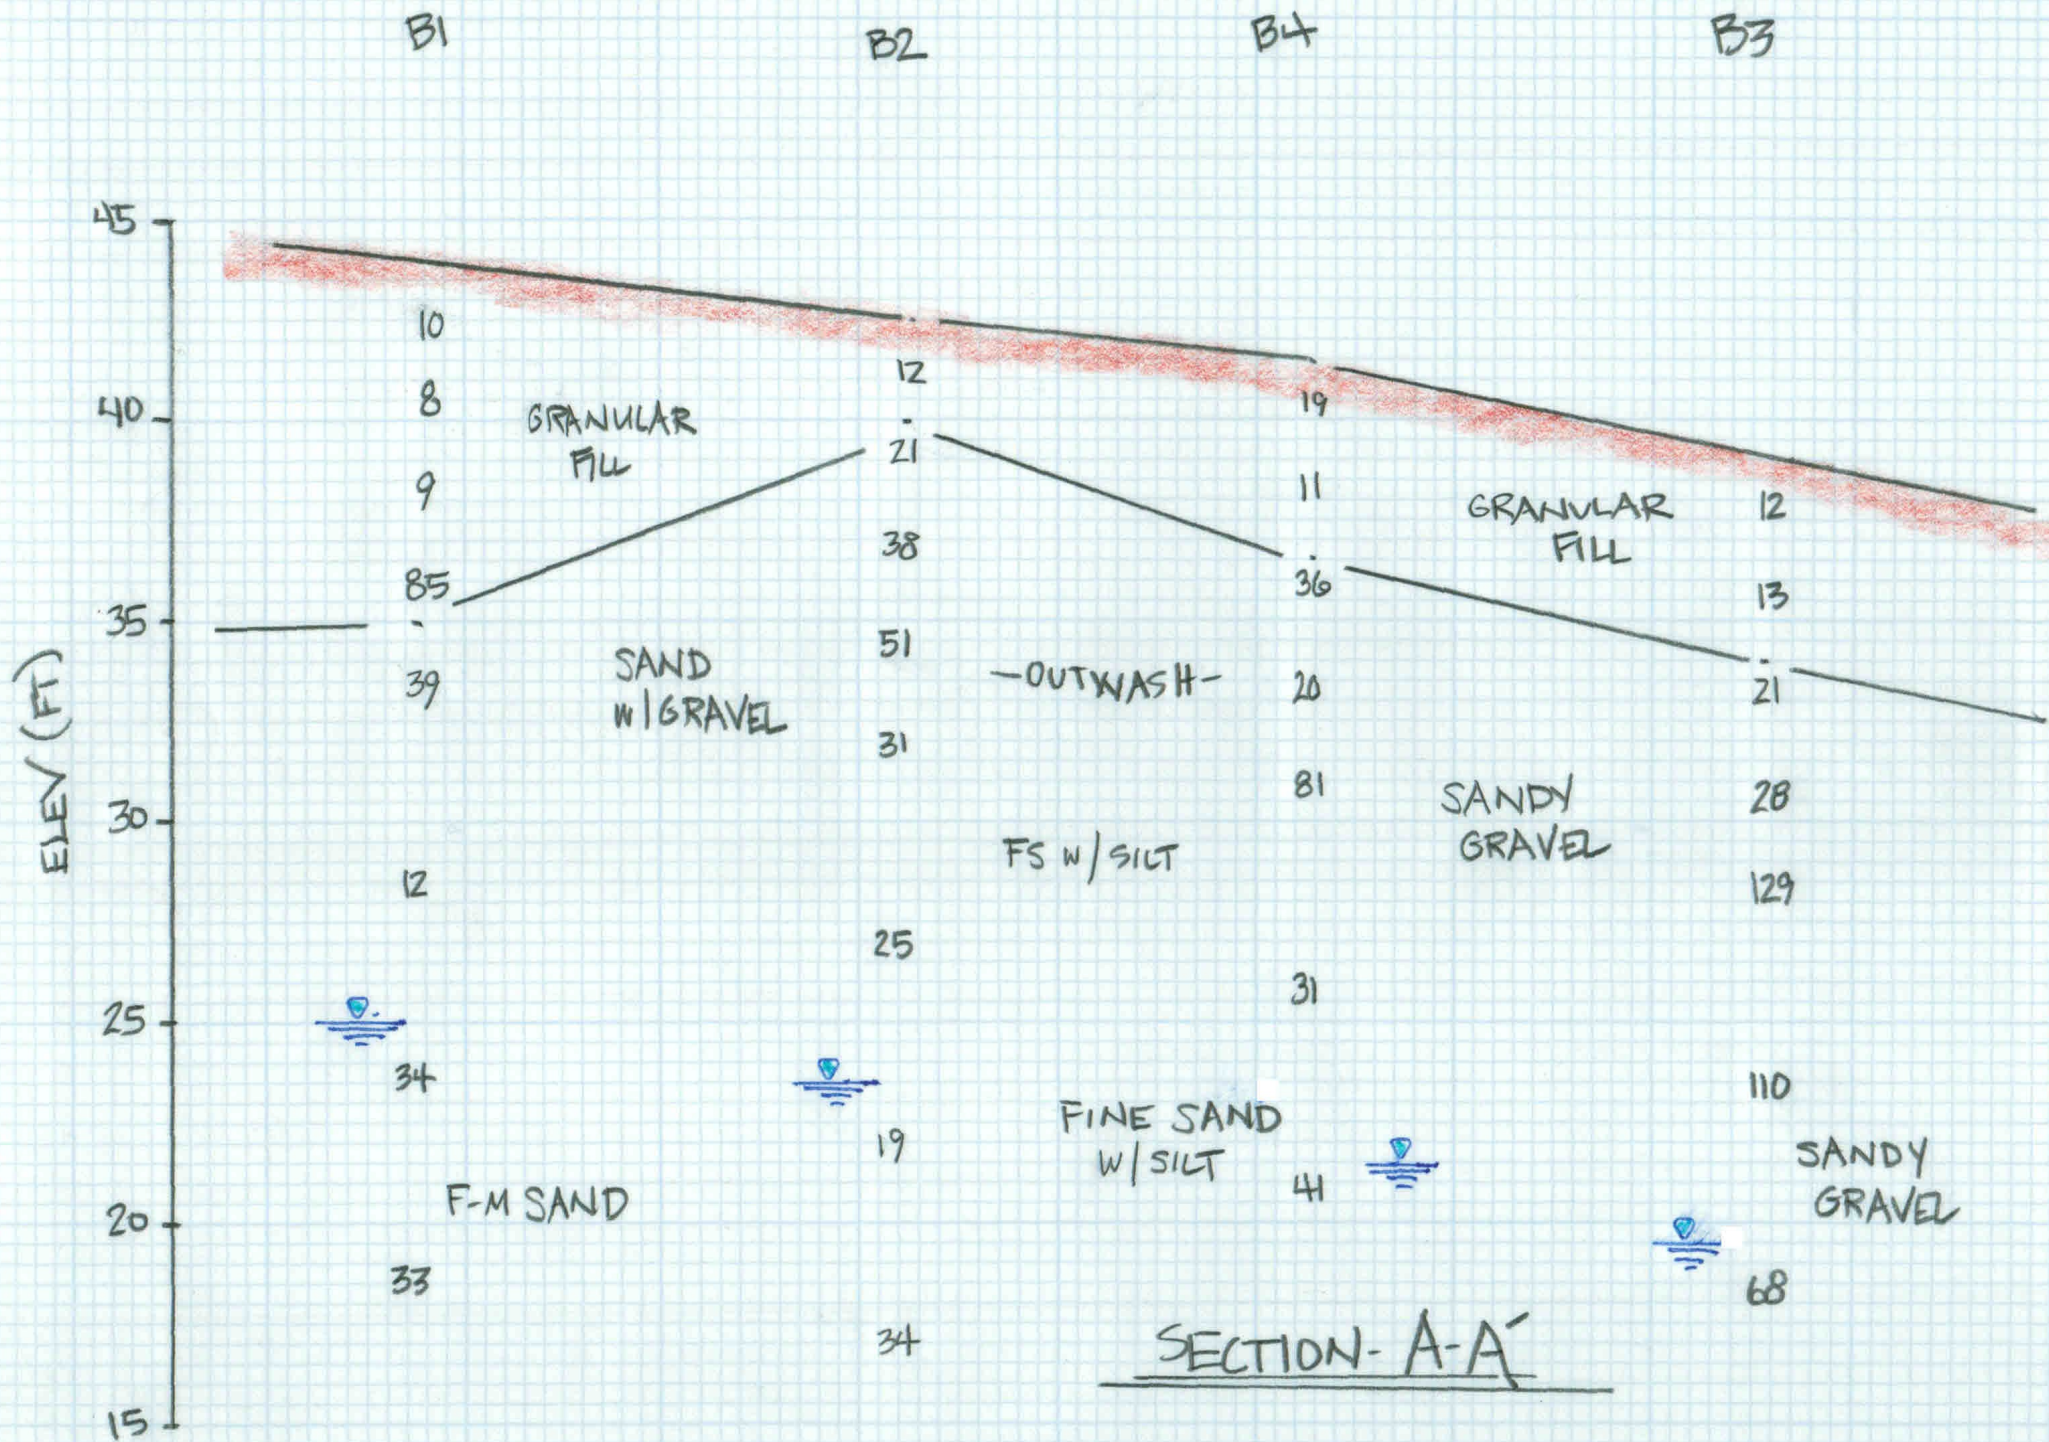 B1 B2 B4 B3
45
10
12
8
40
19
GRANULAR
FILL
21
9
11
GRANULAR
FILL
12
38
85
36
13
35
51
SAND
W/GRAVEL
39
-OUTWASH-
20
21
31
ELEV (FT)
81
SANDY
GRAVEL
28
30
FS W/SILT
12
129
25
31
25
34
110
FINE SAND
W/SILT
19
SANDY
GRAVEL
41
F-M SAND
20
33
68
34
SECTION- A-A'
15